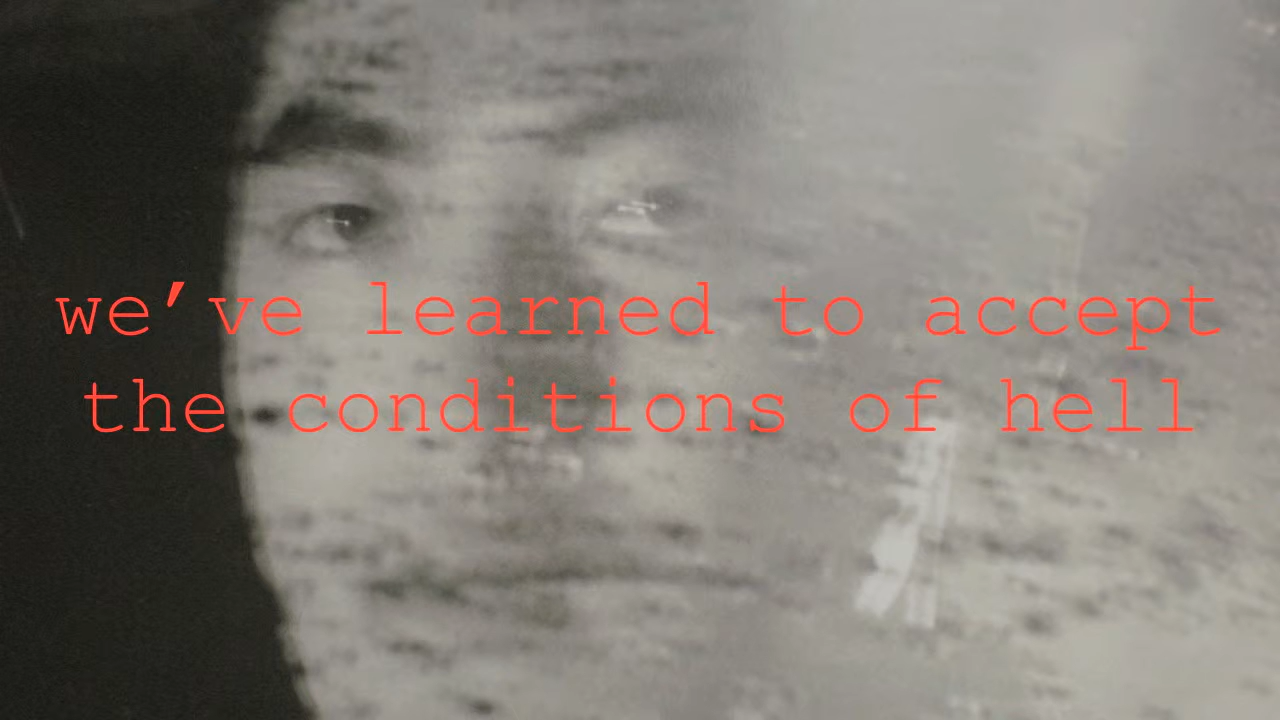 we’ve learned to accept
the conditions of hell